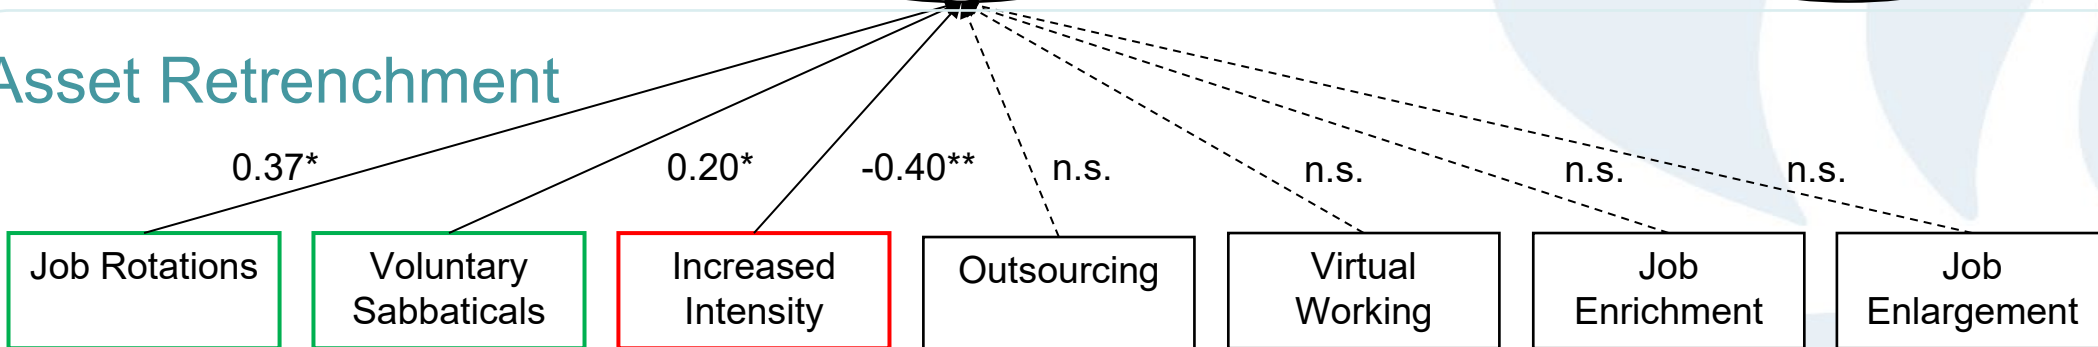 Asset Retrenchment
0.37*
0.20*
-0.40**
n.s.
n.s.
n.s.
n.s.
Job Rotations
Voluntary
Sabbaticals
Increased
Intensity
Outsourcing
Virtual
Working
Job
Enrichment
Job
Enlargement